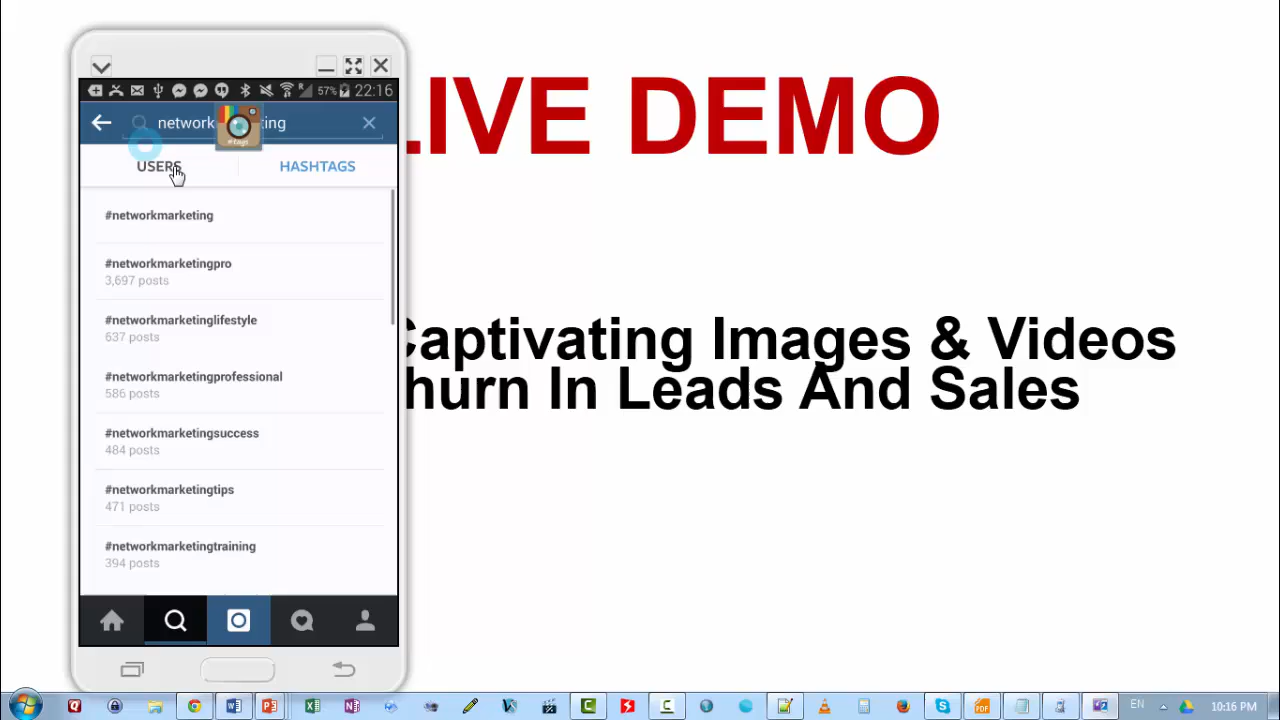 57% 22:16
network ing
USERS
HASHTAGS
#networkmarketing
#networkmarketingpro
3,697 posts
#networkmarketinglifestyle
637 posts
#networkmarketingprofessional
586 posts
#networkmarketingsuccess
484 posts
#networkmarketingtips
471 posts
#networkmarketingtraining
394 posts
LIVE DEMO
Captivating Images & Videos
hurn In Leads And Sales
EN
10:16 PM